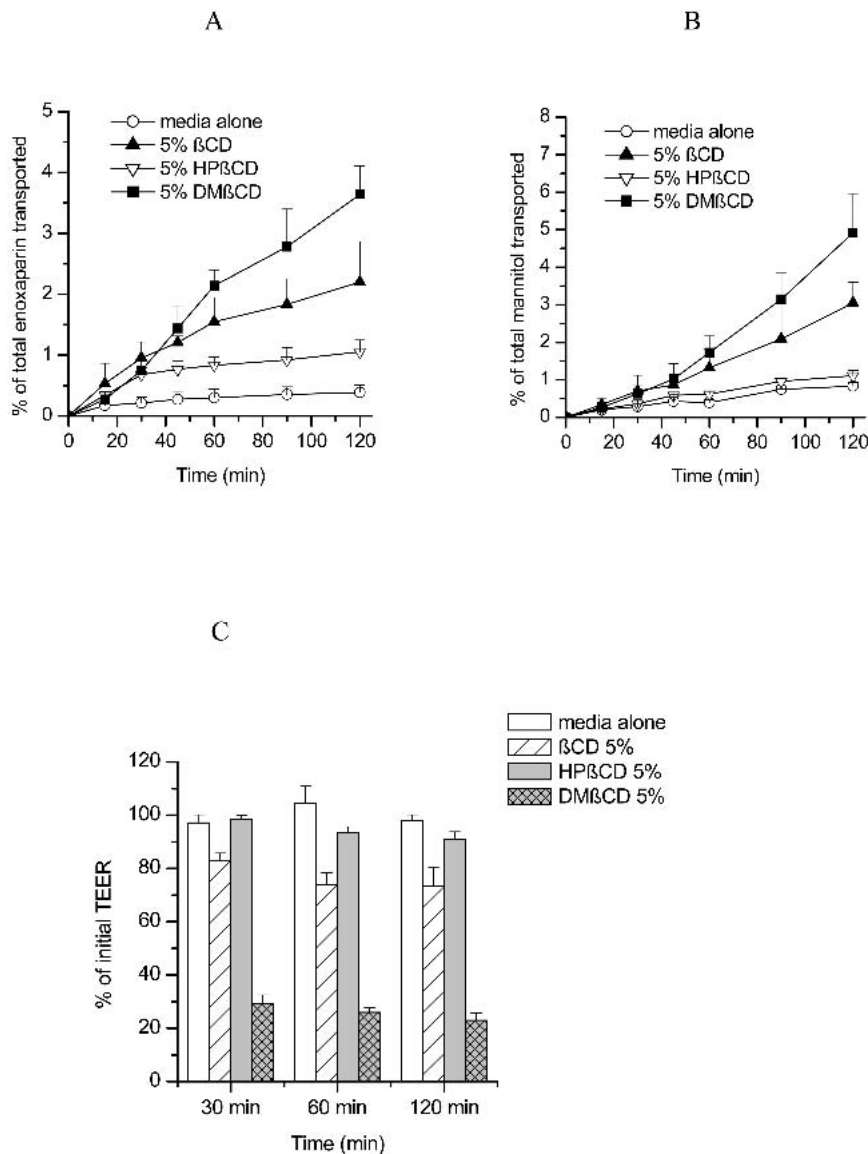 A
B
5
4
3
2
1
0
% of total enoxaparin transported
media alone
5% ßCD
5% HPßCD
5% DMßCD
0 20 40 60 80 100 120
Time (min)
8
7
6
5
4
3
2
1
0
% of total mannitol transported
media alone
5% ßCD
5% HPßCD
5% DMßCD
0 20 40 60 80 100 120
Time (min)
C
media alone
ßCD 5%
HPßCD 5%
DMßCD 5%
120
100
80
60
40
20
0
% of initial TEER
30 min 60 min 120 min
Time (min)